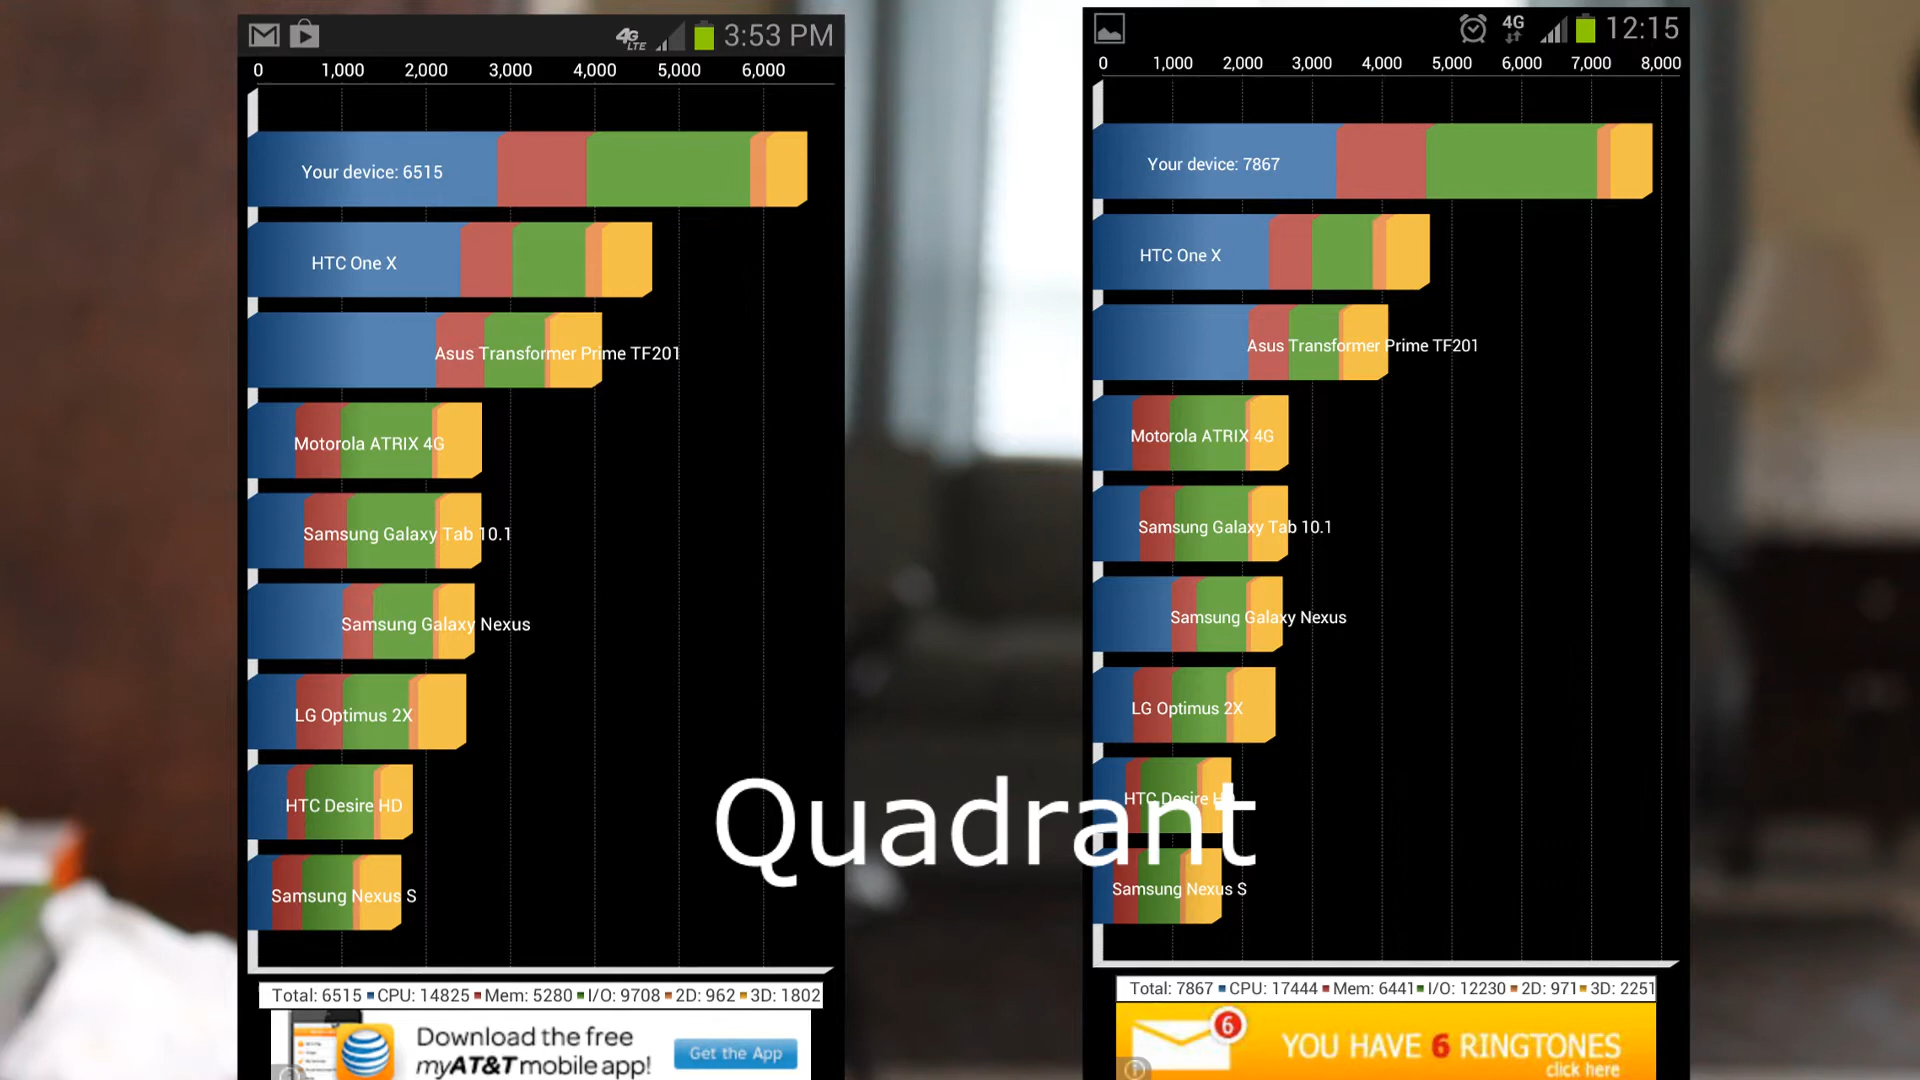 4G LTE 3:53 PM
0 1,000 2,000 3,000 4,000 5,000 6,000
Your device: 6515
HTC One X
Asus Transformer Prime TF201
Motorola ATRIX 4G
Samsung Galaxy Tab 10.1
Samsung Galaxy Nexus
LG Optimus 2X
HTC Desire HD
Samsung Nexus S
Total: 6515 CPU: 14825 Mem: 5280 I/O: 9708 2D: 962 3D: 1802
Download the free
myAT&T mobile app!
Get the App
4G 12:15
0 1,000 2,000 3,000 4,000 5,000 6,000 7,000 8,000
Your device: 7867
HTC One X
Asus Transformer Prime TF201
Motorola ATRIX 4G
Samsung Galaxy Tab 10.1
Samsung Galaxy Nexus
LG Optimus 2X
HTC Desire HD
Samsung Nexus S
Total: 7867 CPU: 17444 Mem: 6441 I/O: 12230 2D: 971 3D: 2251
6
YOU HAVE 6 RINGTONES
click here
Quadrant